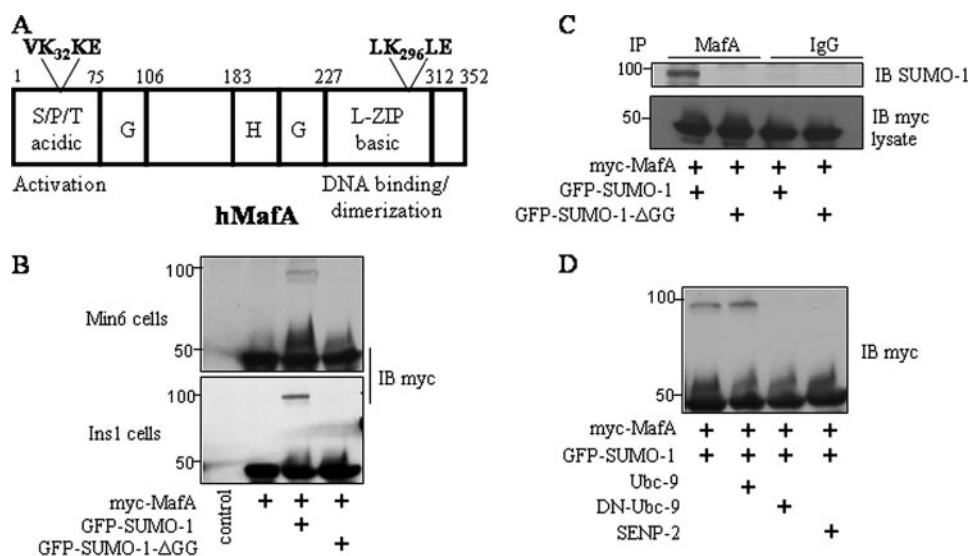 A
VK32KE LK296LE
1 75 106 183 227 312 352
S/P/T acidic G H G L-ZIP basic
Activation DNA binding/ dimerization
hMafA
B
100
Min6 cells
50
IB myc
100
Ins1 cells
50
control
myc-MafA + + +
GFP-SUMO-1 +
GFP-SUMO-1-ΔGG +
C
IP MafA IgG
100 IB SUMO-1
50 IB myc lysate
myc-MafA + + + +
GFP-SUMO-1 + +
GFP-SUMO-1-ΔGG + +
D
100
IB myc
50
myc-MafA + + + +
GFP-SUMO-1 + + + +
Ubc-9 +
DN-Ubc-9 +
SENP-2 +